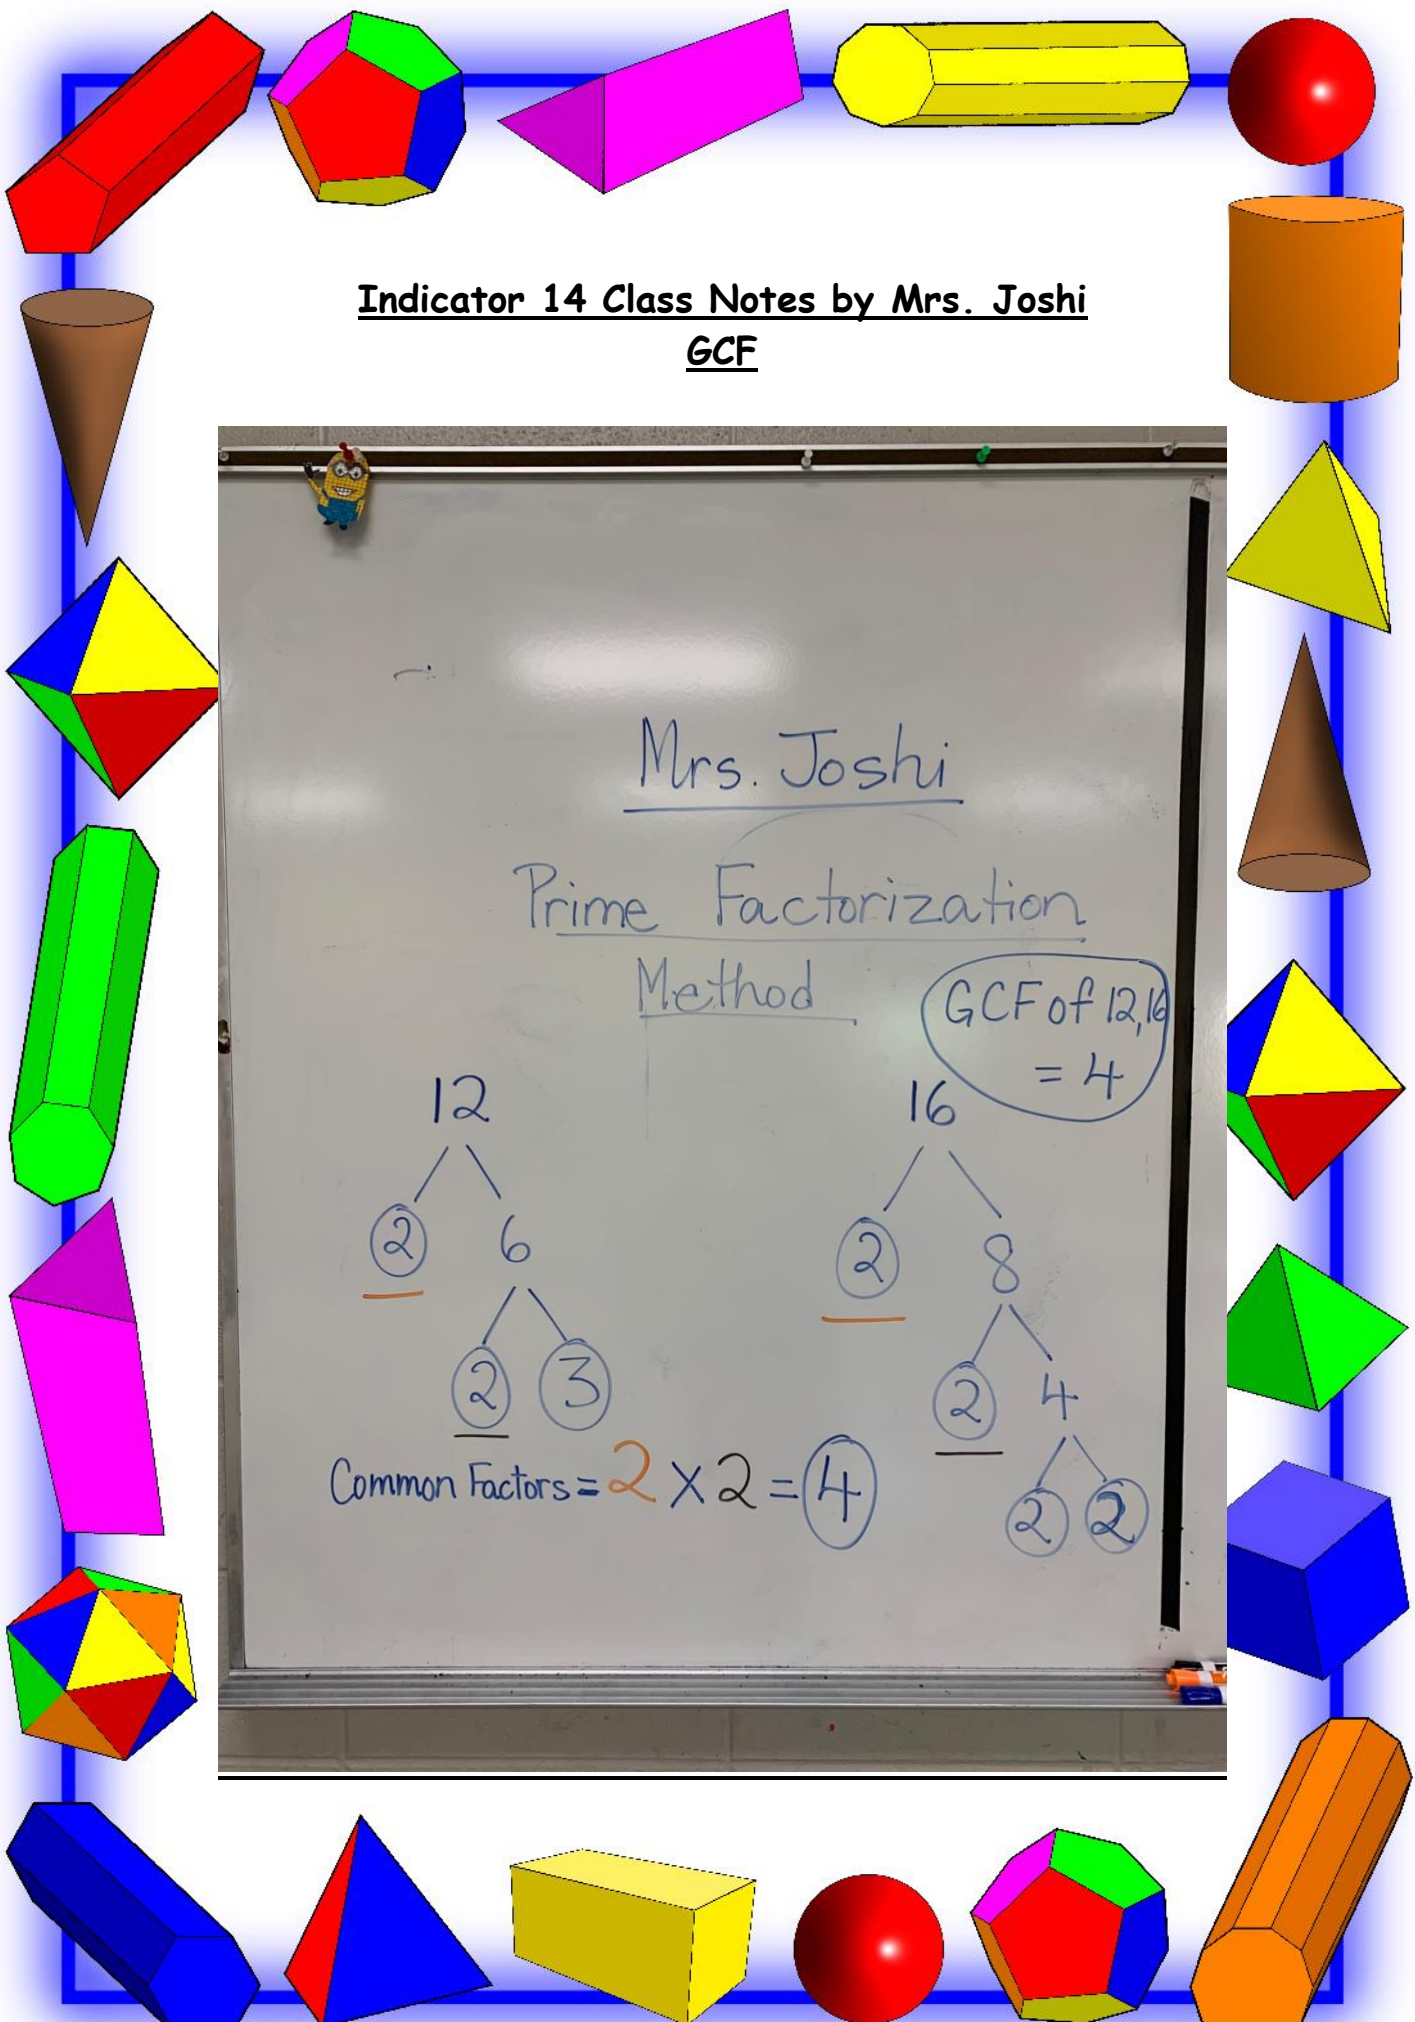 Indicator 14 Class Notes by Mrs. Joshi
GCF
Mrs. Joshi
Prime Factorization
Method
GCF of 12,16
= 4
12
16
2 6
2 8
2 3
2 4
Common Factors = 2 X 2 = 4
2 2